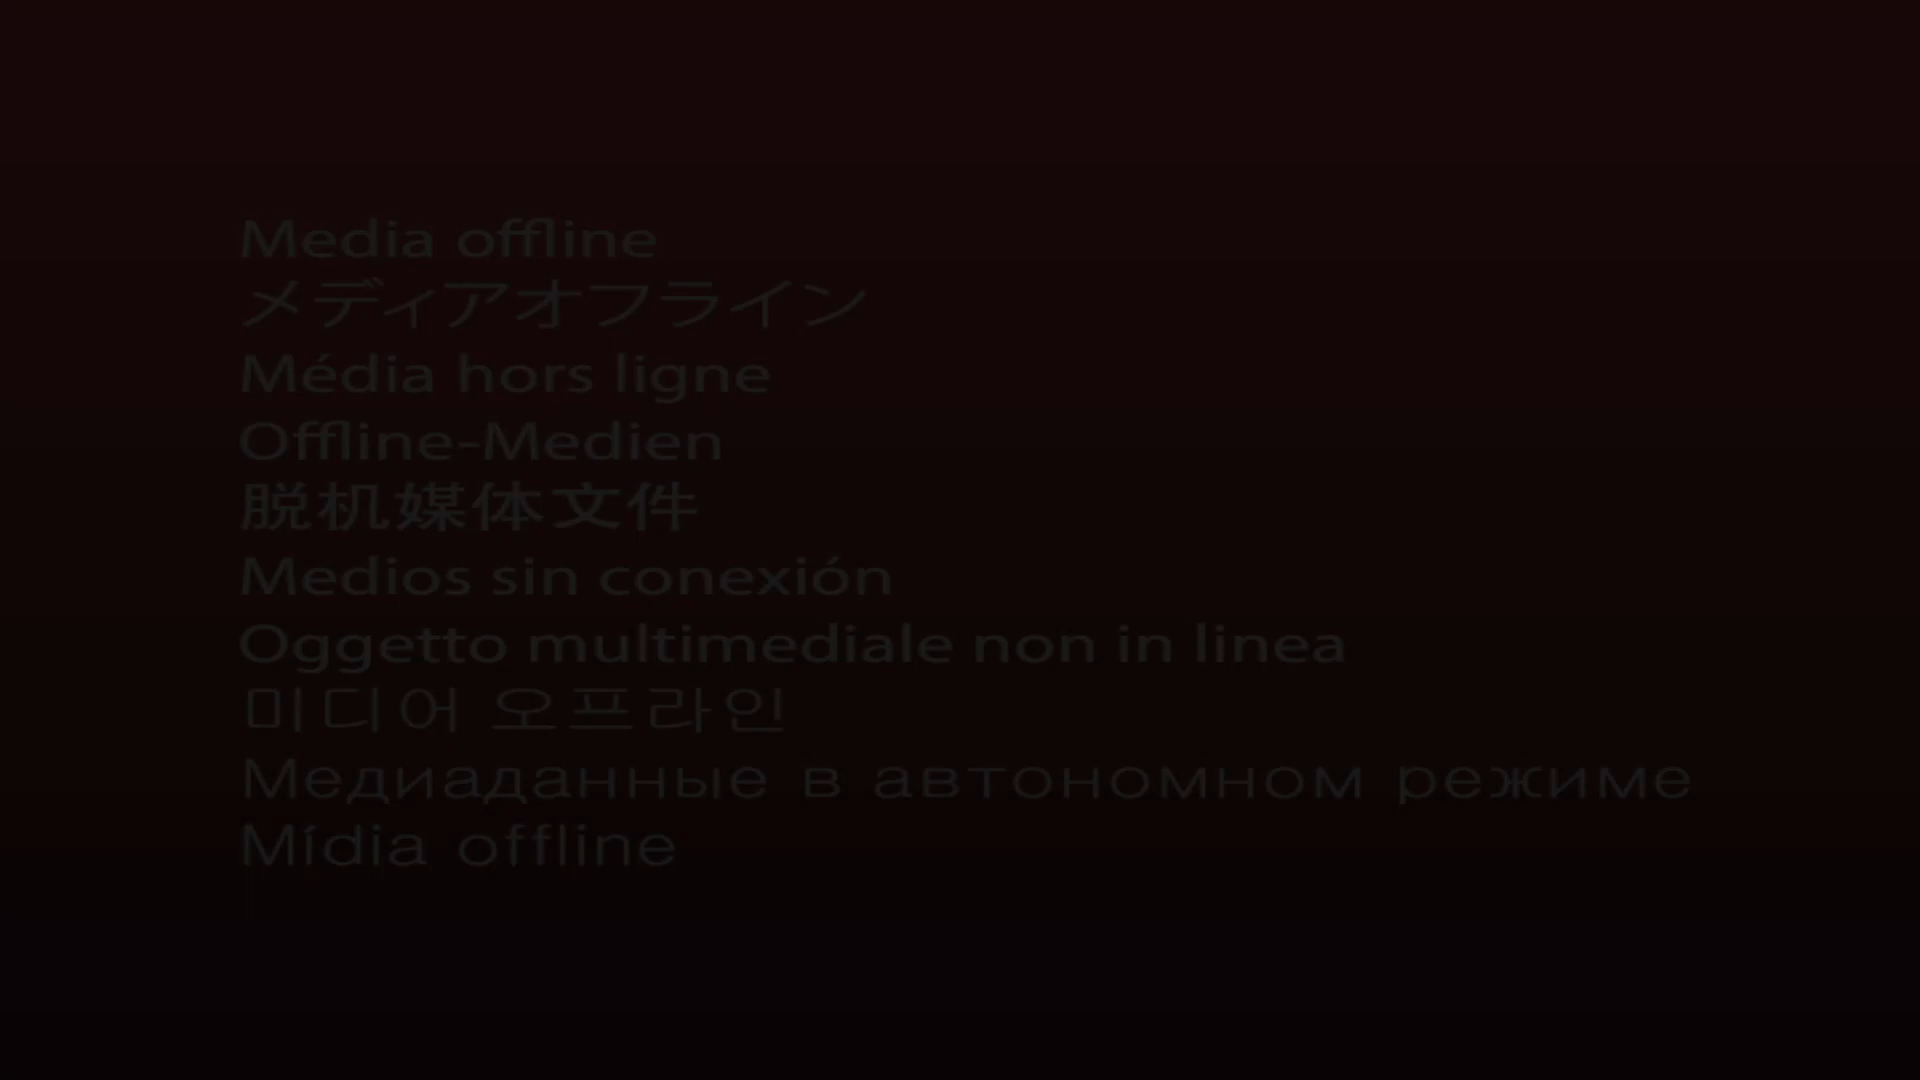 Media offline
メディアオフライン
Média hors ligne
Offline-Medien
脱机媒体文件
Medios sin conexión
Oggetto multimediale non in linea
미디어 오프라인
Медиаданные в автономном режиме
Mídia offline